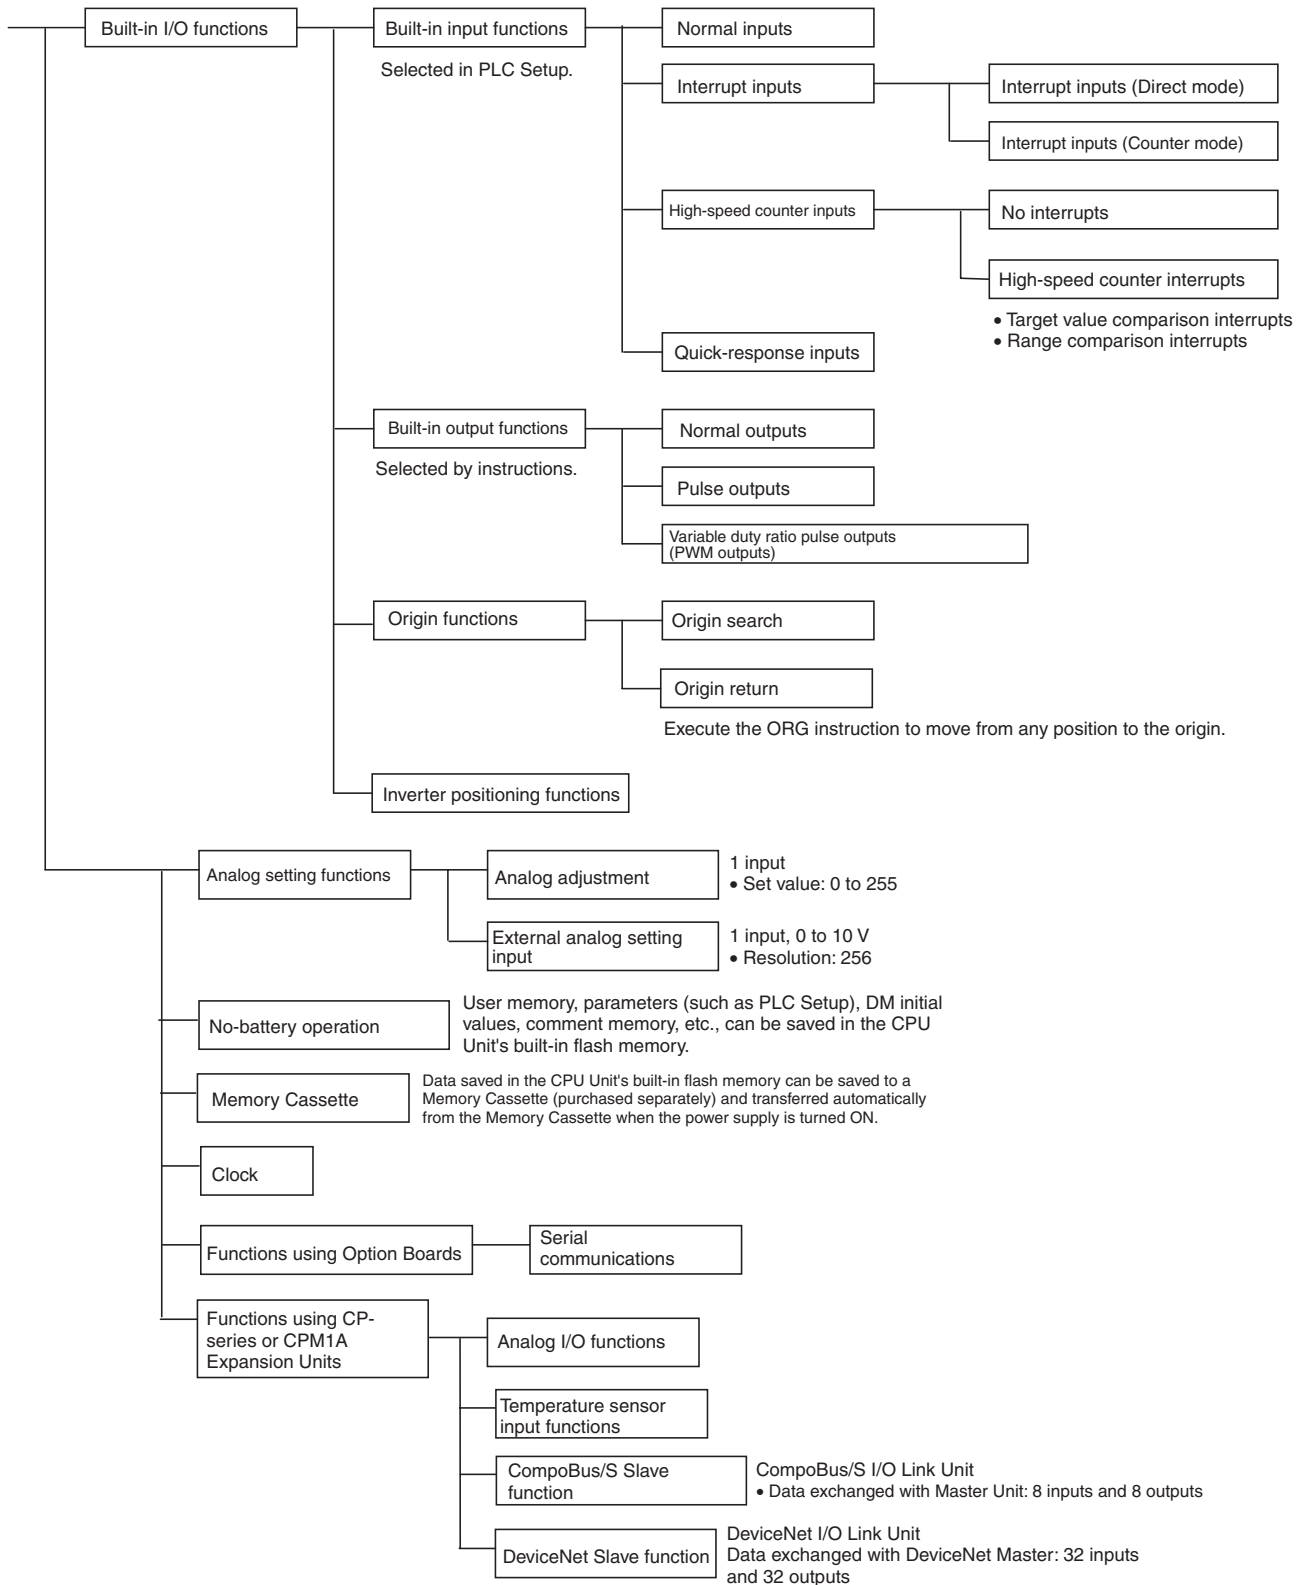 Built-in I/O functions
Built-in input functions
Selected in PLC Setup.
Normal inputs
Interrupt inputs
Interrupt inputs (Direct mode)
Interrupt inputs (Counter mode)
High-speed counter inputs
No interrupts
High-speed counter interrupts
• Target value comparison interrupts
• Range comparison interrupts
Quick-response inputs
Built-in output functions
Selected by instructions.
Normal outputs
Pulse outputs
Variable duty ratio pulse outputs
(PWM outputs)
Origin functions
Origin search
Origin return
Execute the ORG instruction to move from any position to the origin.
Inverter positioning functions
Analog setting functions
Analog adjustment
1 input
• Set value: 0 to 255
External analog setting
input
1 input, 0 to 10 V
• Resolution: 256
No-battery operation
User memory, parameters (such as PLC Setup), DM initial
values, comment memory, etc., can be saved in the CPU
Unit's built-in flash memory.
Memory Cassette
Data saved in the CPU Unit's built-in flash memory can be saved to a
Memory Cassette (purchased separately) and transferred automatically
from the Memory Cassette when the power supply is turned ON.
Clock
Functions using Option Boards
Serial
communications
Functions using CP-
series or CPM1A
Expansion Units
Analog I/O functions
Temperature sensor
input functions
CompoBus/S Slave
function
CompoBus/S I/O Link Unit
• Data exchanged with Master Unit: 8 inputs and 8 outputs
DeviceNet Slave function
DeviceNet I/O Link Unit
Data exchanged with DeviceNet Master: 32 inputs
and 32 outputs